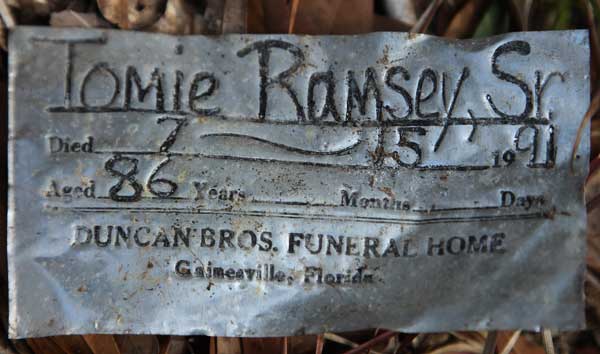 Tomie Ramsey, Sr
Died 7 — 15 1991
Aged 86 Years Months Days
DUNCAN BROS. FUNERAL HOME
Gainesville, Florida